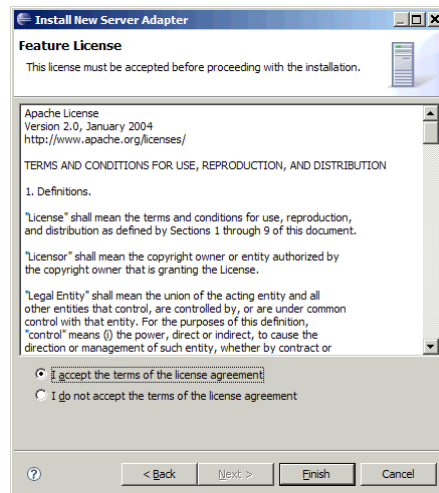 Install New Server Adapter
Feature License
This license must be accepted before proceeding with the installation.
Apache License
Version 2.0, January 2004
http://www.apache.org/licenses/
TERMS AND CONDITIONS FOR USE, REPRODUCTION, AND DISTRIBUTION
1. Definitions.
"License" shall mean the terms and conditions for use, reproduction,
and distribution as defined by Sections 1 through 9 of this document.
"Licensor" shall mean the copyright owner or entity authorized by
the copyright owner that is granting the License.
"Legal Entity" shall mean the union of the acting entity and all
other entities that control, are controlled by, or are under common
control with that entity. For the purposes of this definition,
"control" means (i) the power, direct or indirect, to cause the
direction or management of such entity, whether by contract or
I accept the terms of the license agreement
I do not accept the terms of the license agreement
? < Back Next > Finish Cancel